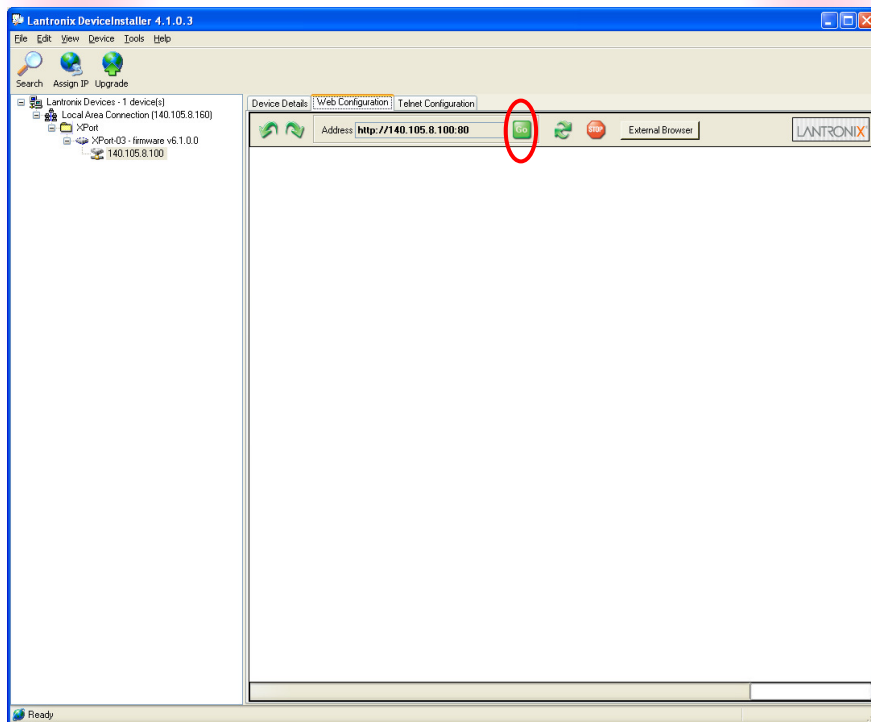 Lantronix DeviceInstaller 4.1.0.3
File Edit View Device Tools Help
Search Assign IP Upgrade
Lantronix Devices - 1 device(s)
Local Area Connection (140.105.8.160)
XPort
XPort-03 - firmware v6.1.0.0
140.105.8.100
Device Details Web Configuration Telnet Configuration
Address http://140.105.8.100:80 Go STOP External Browser LANTRONIX
Ready